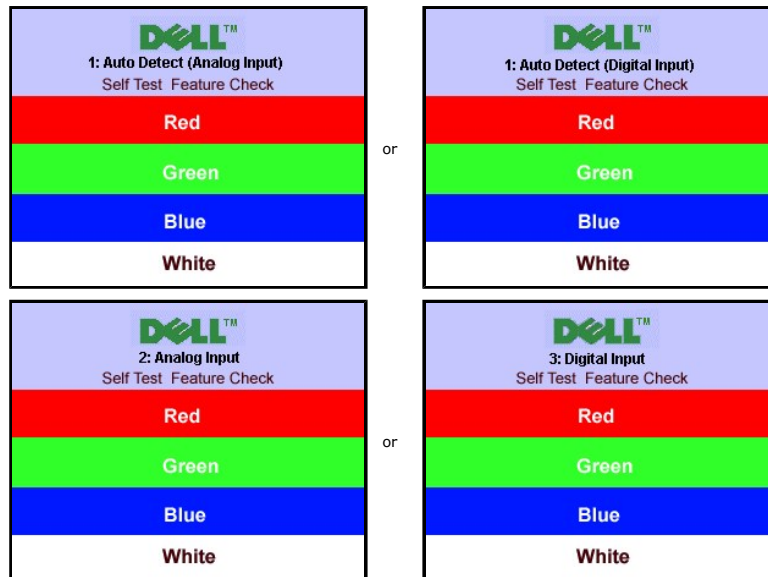 DELL™
1: Auto Detect (Analog Input)
Self Test Feature Check
Red
Green
Blue
White
or
DELL™
1: Auto Detect (Digital Input)
Self Test Feature Check
Red
Green
Blue
White
DELL™
2: Analog Input
Self Test Feature Check
Red
Green
Blue
White
or
DELL™
3: Digital Input
Self Test Feature Check
Red
Green
Blue
White